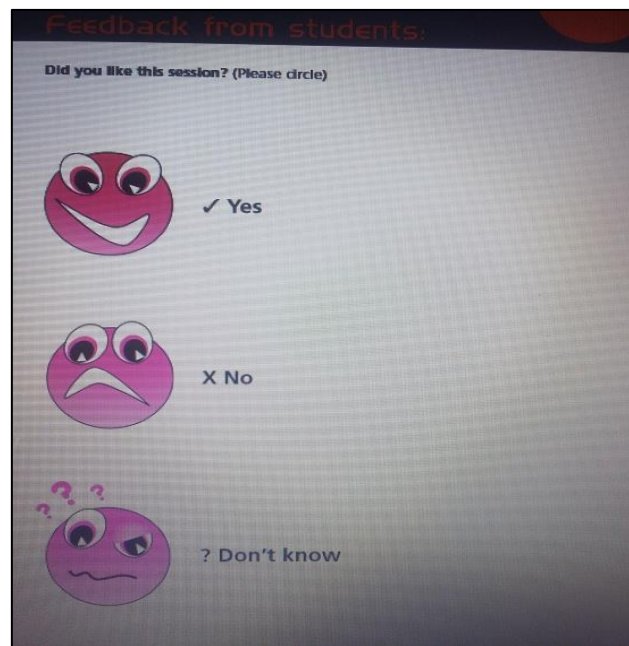 Feedback from students:
Did you like this session? (Please circle)
✓ Yes
X No
? ? ?
? Don't know